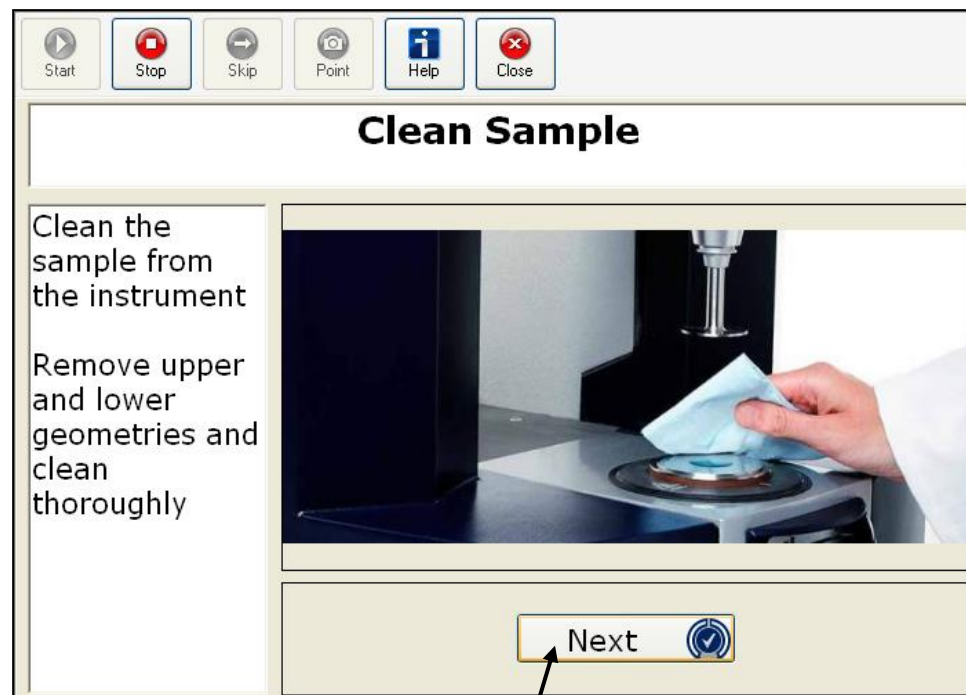 Start Stop Skip Point Help Close
Clean Sample
Clean the
sample from
the instrument
Remove upper
and lower
geometries and
clean
thoroughly
Next